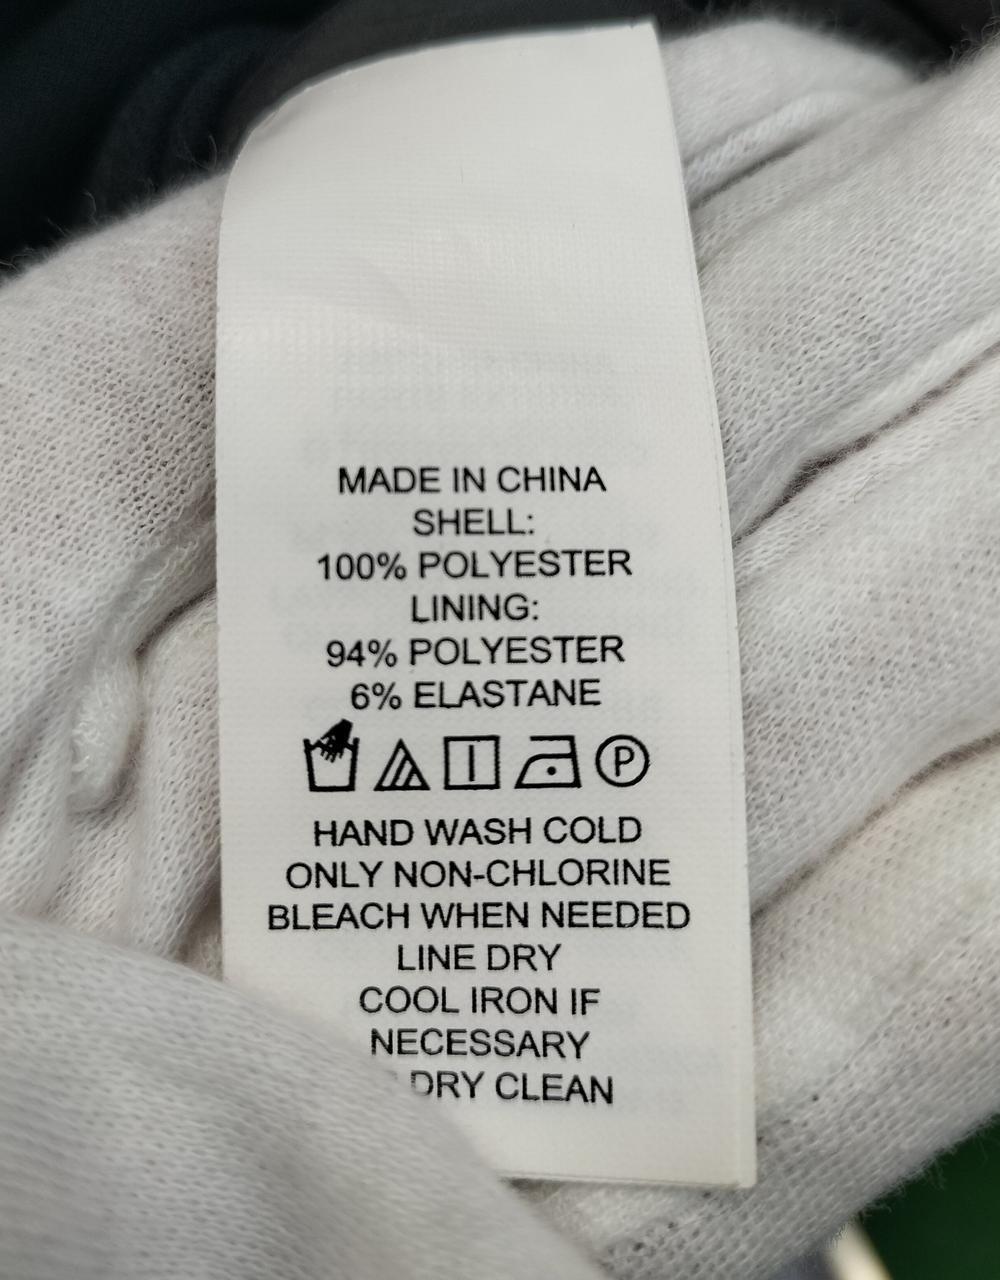 MADE IN CHINA
SHELL:
100% POLYESTER
LINING:
94% POLYESTER
6% ELASTANE
P
HAND WASH COLD
ONLY NON-CHLORINE
BLEACH WHEN NEEDED
LINE DRY
COOL IRON IF
NECESSARY
DRY CLEAN